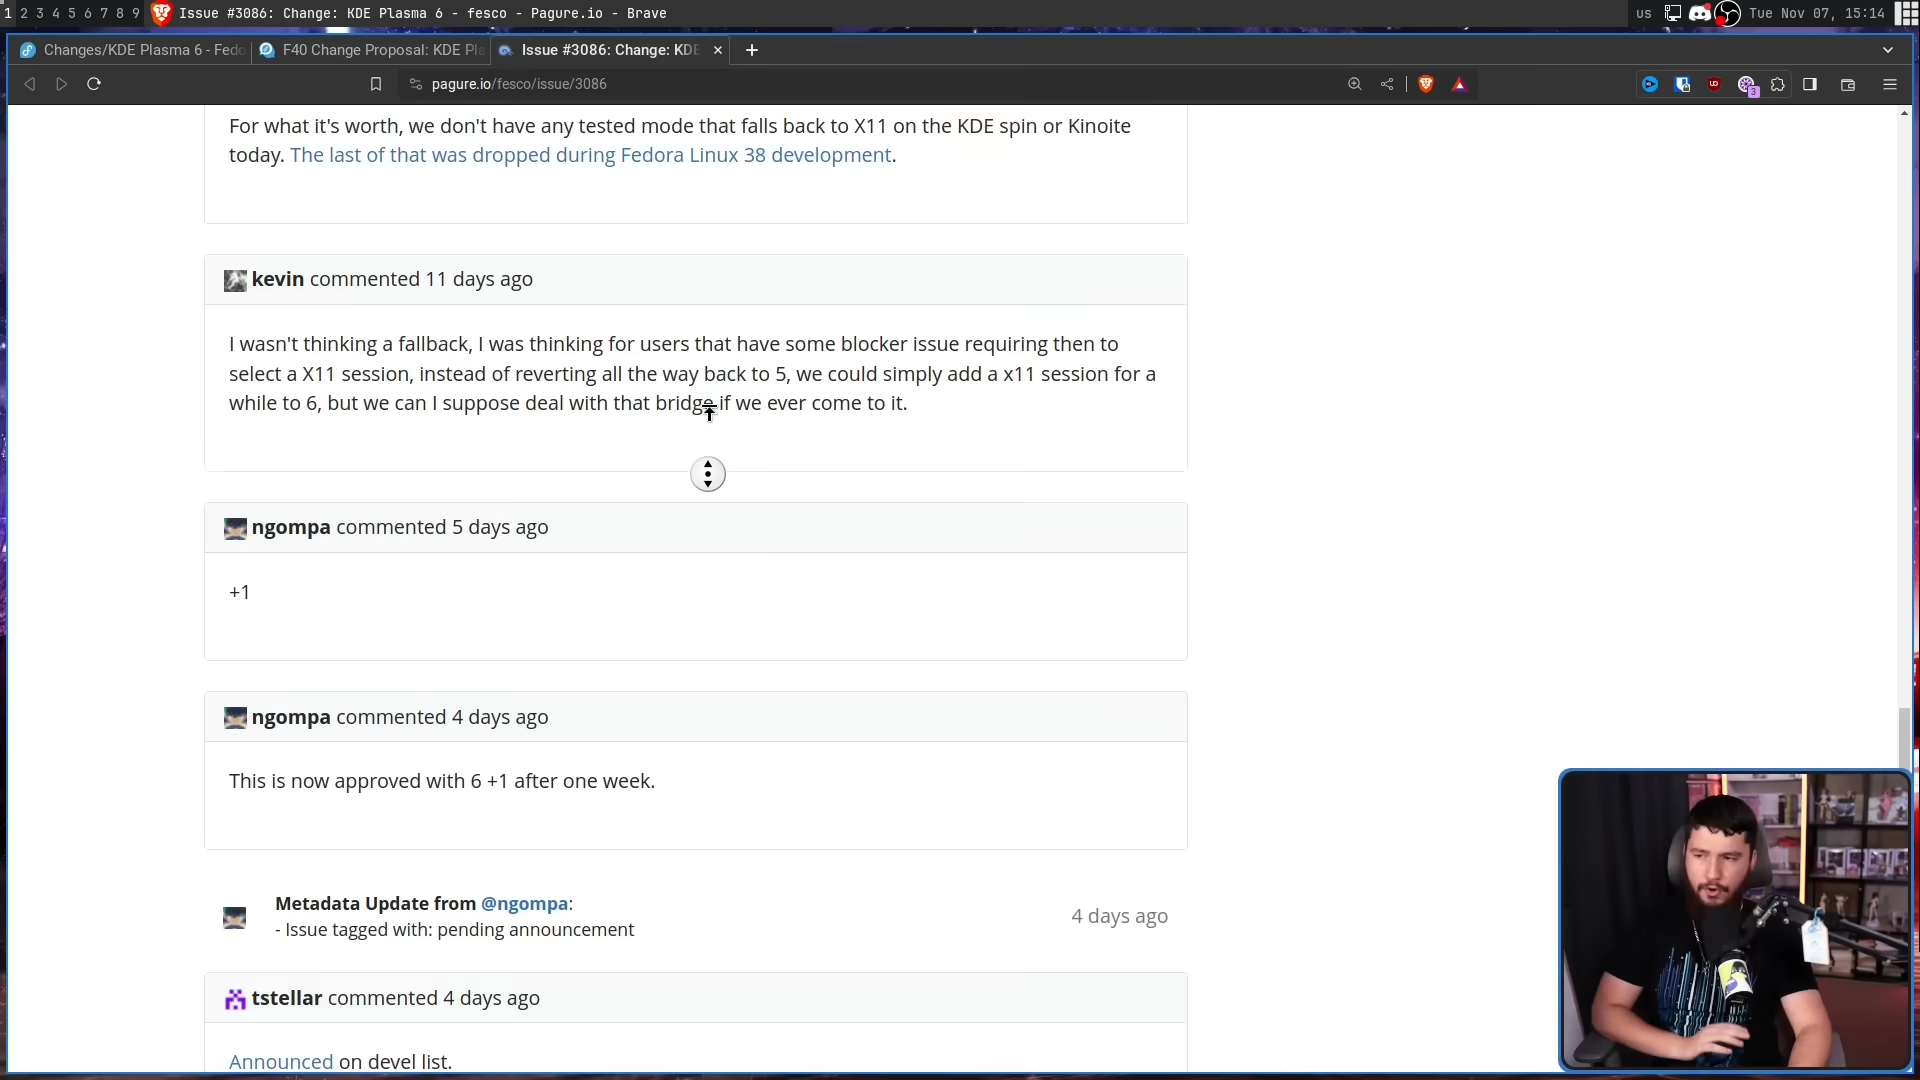 1 2 3 4 5 6 7 8 9 Issue #3086: Change: KDE Plasma 6 - fesco - Pagure.io - Brave
us Tue Nov 07, 15:14
Changes/KDE Plasma 6 - Fedo
F40 Change Proposal: KDE Pla
Issue #3086: Change: KDE
pagure.io/fesco/issue/3086
3
For what it's worth, we don't have any tested mode that falls back to X11 on the KDE spin or Kinoite
today. The last of that was dropped during Fedora Linux 38 development.
kevin commented 11 days ago
I wasn't thinking a fallback, I was thinking for users that have some blocker issue requiring then to
select a X11 session, instead of reverting all the way back to 5, we could simply add a x11 session for a
while to 6, but we can I suppose deal with that bridge if we ever come to it.
ngompa commented 5 days ago
+1
ngompa commented 4 days ago
This is now approved with 6 +1 after one week.
Metadata Update from @ngompa:
- Issue tagged with: pending announcement
4 days ago
tstellar commented 4 days ago
Announced on devel list.